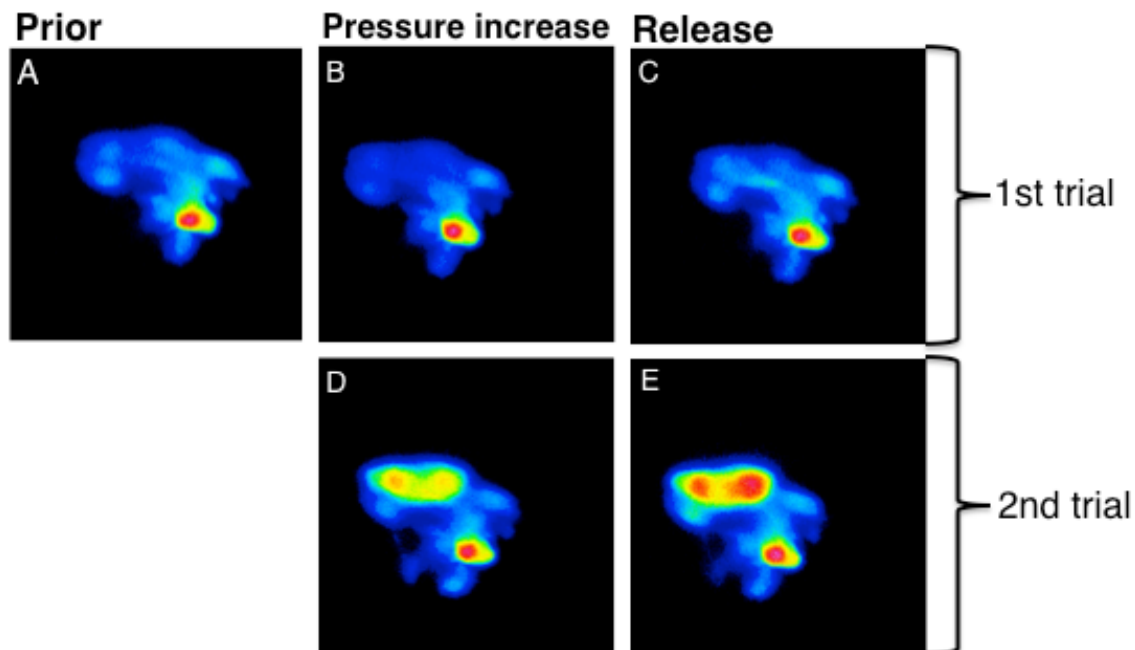 Prior
Pressure increase
Release
A
B
C
1st trial
D
E
2nd trial